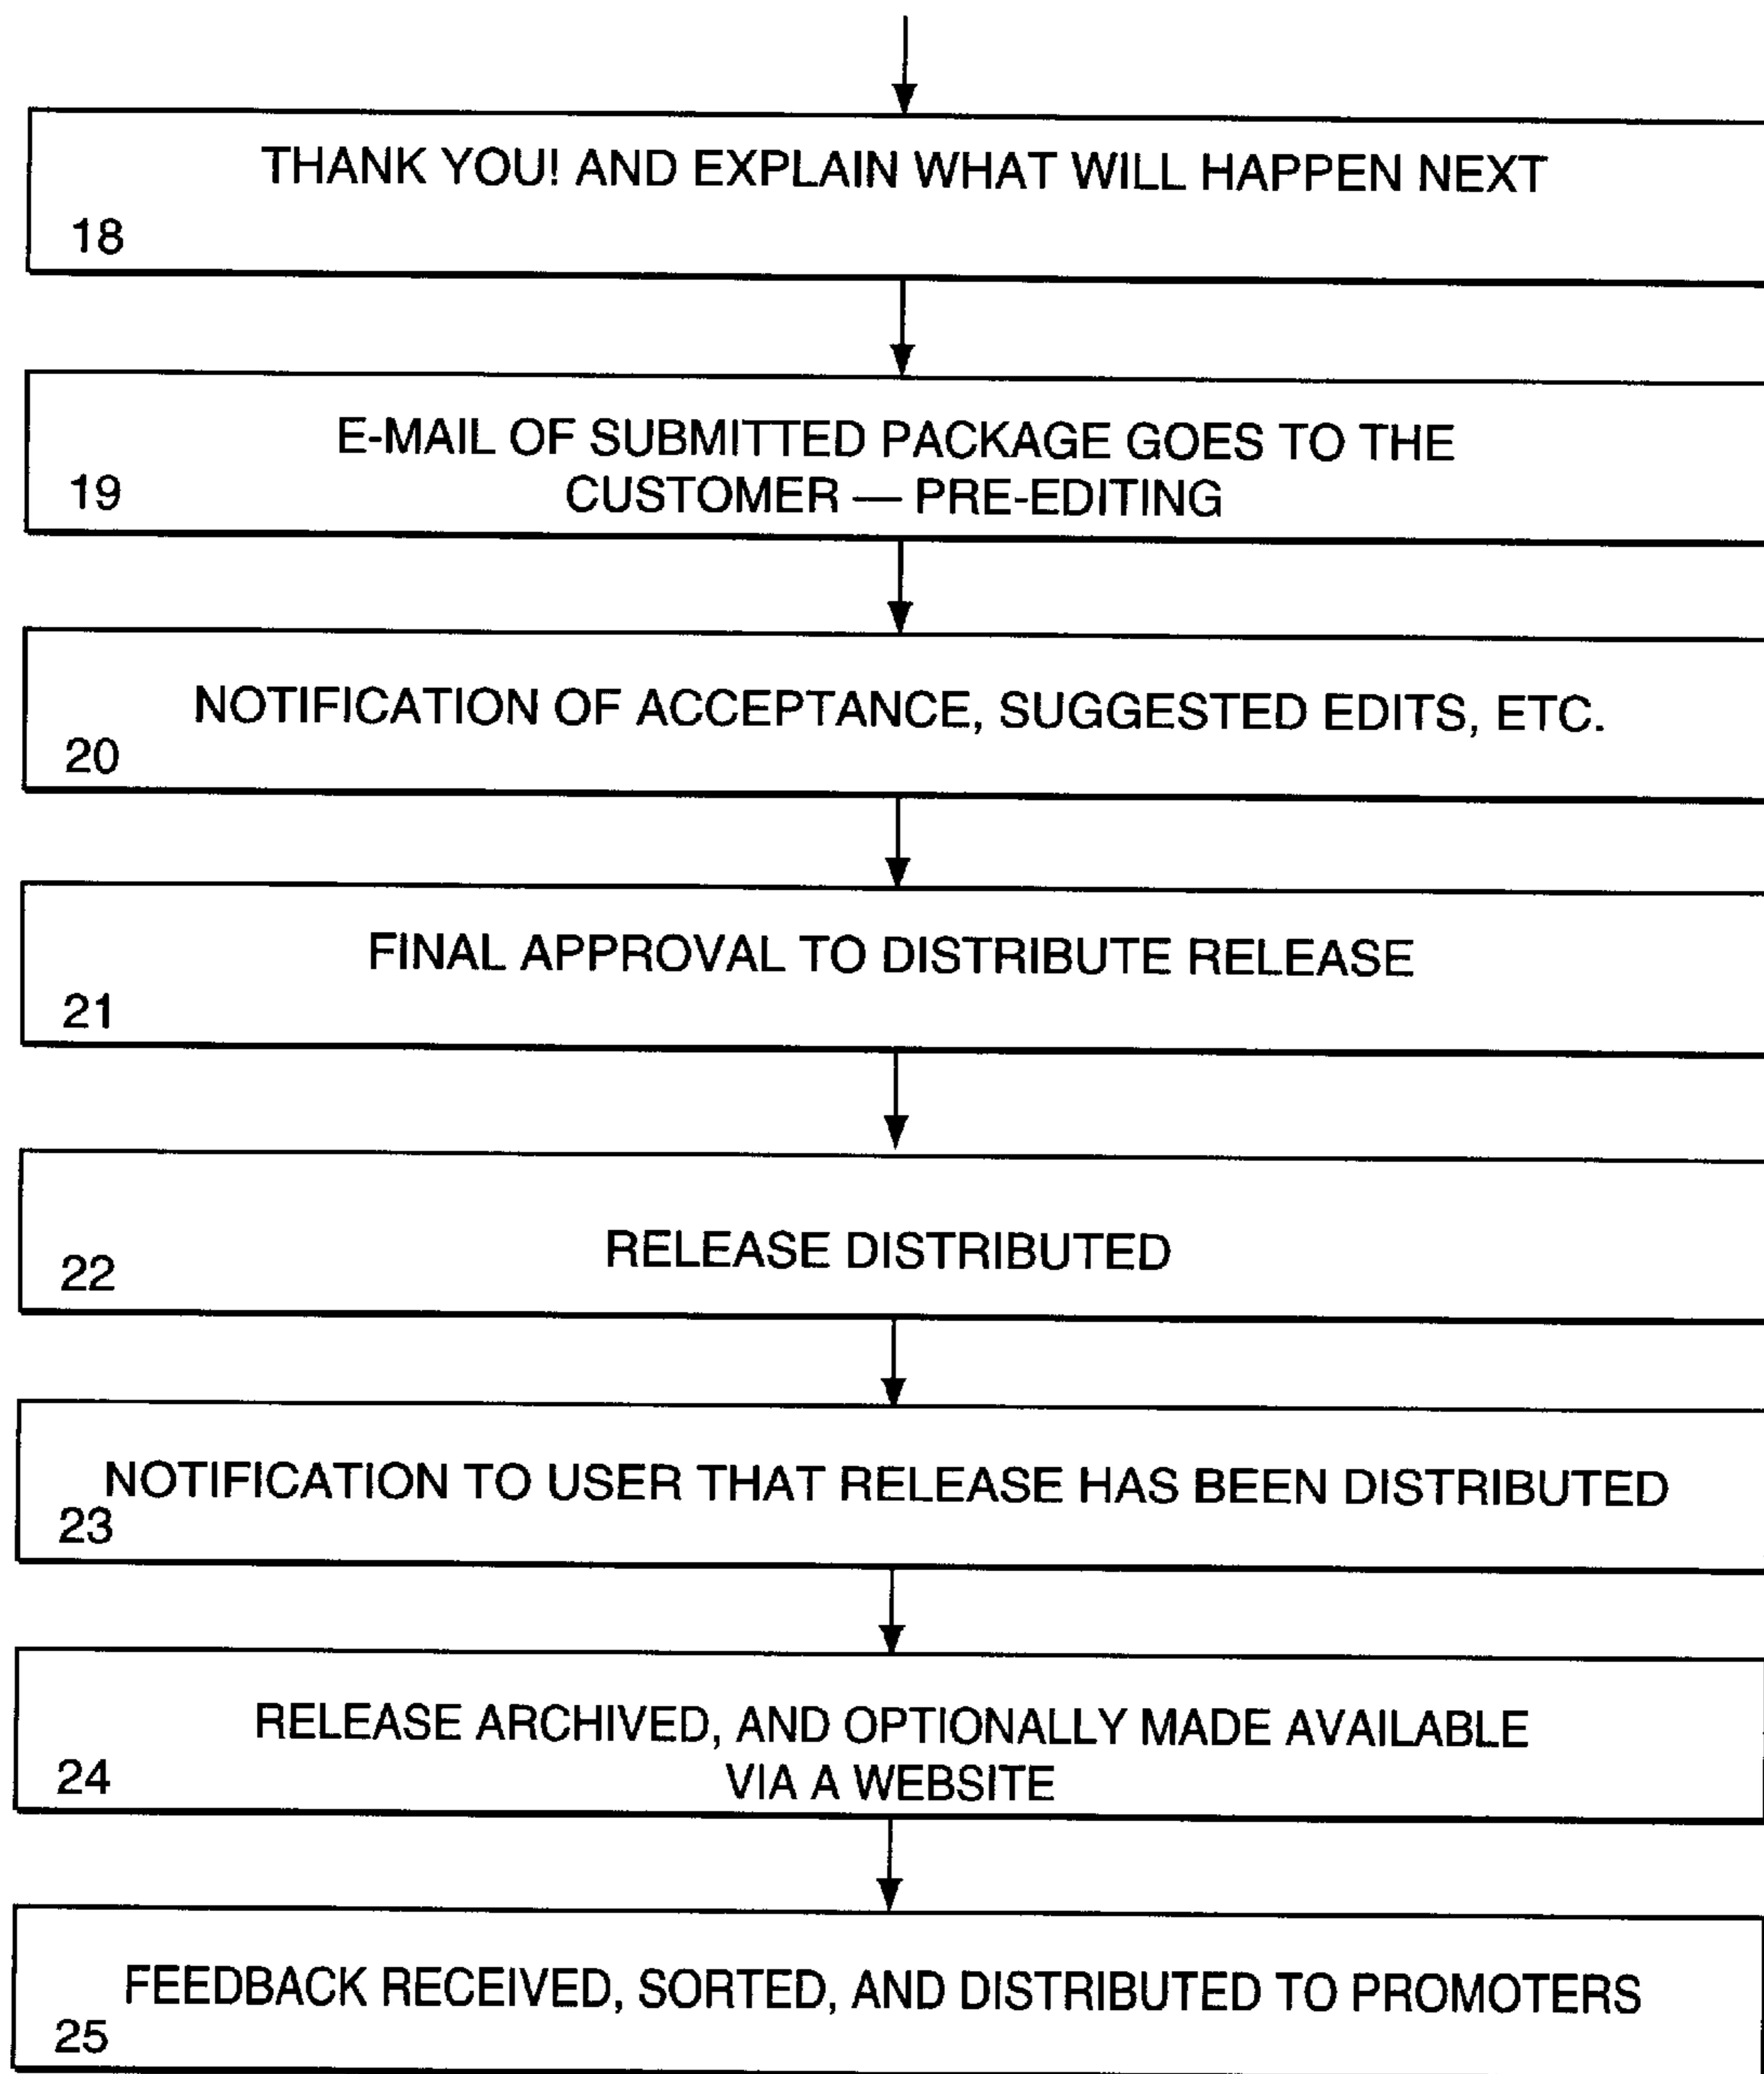 THANK YOU! AND EXPLAIN WHAT WILL HAPPEN NEXT
18
E-MAIL OF SUBMITTED PACKAGE GOES TO THE
CUSTOMER — PRE-EDITING
19
NOTIFICATION OF ACCEPTANCE, SUGGESTED EDITS, ETC.
20
FINAL APPROVAL TO DISTRIBUTE RELEASE
21
RELEASE DISTRIBUTED
22
NOTIFICATION TO USER THAT RELEASE HAS BEEN DISTRIBUTED
23
RELEASE ARCHIVED, AND OPTIONALLY MADE AVAILABLE
VIA A WEBSITE
24
FEEDBACK RECEIVED, SORTED, AND DISTRIBUTED TO PROMOTERS
25